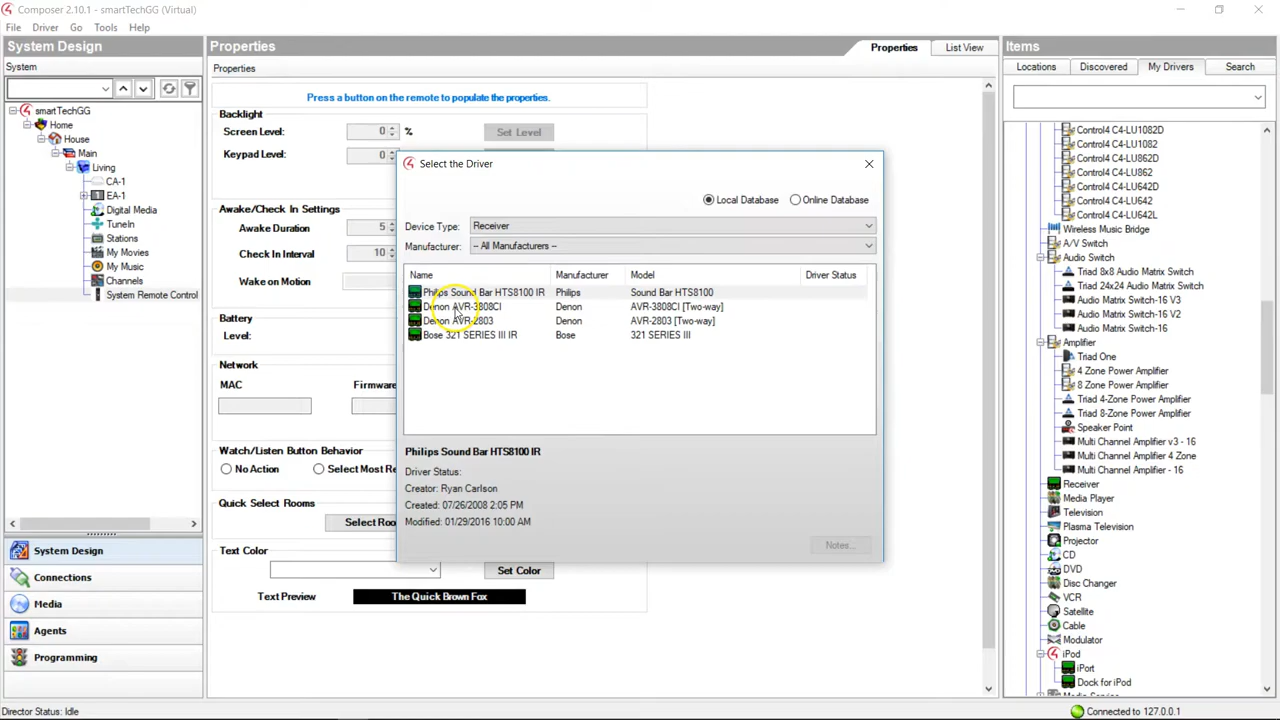 Composer 2.10.1 - smartTechGG (Virtual)
File Driver Go Tools Help
System Design
System
smartTechGG
Home
House
Main
Living
CA-1
EA-1
Digital Media
TuneIn
Stations
My Movies
My Music
Channels
System Remote Control
System Design
Connections
Media
Agents
Programming
Director Status: Idle
Properties
Properties List View
Properties
Press a button on the remote to populate the properties.
Backlight
Screen Level: 0 % Set Level
Keypad Level: 0
Awake/Check In Settings
Awake Duration: 5
Check In Interval 10
Wake on Motion
Battery
Level:
Network
MAC Firmware
Watch/Listen Button Behavior
No Action Select Most Re
Quick Select Rooms
Select Roo
Text Color
Set Color
Text Preview The Quick Brown Fox
Select the Driver
Local Database Online Database
Device Type: Receiver
Manufacturer: -- All Manufacturers --
Name Manufacturer Model Driver Status
Philips Sound Bar HTS8100 IR Philips Sound Bar HTS8100
Denon AVR-3808CI Denon AVR-3808CI [Two-way]
Denon AVR-2803 Denon AVR-2803 [Two-way]
Bose 321 SERIES III IR Bose 321 SERIES III
Philips Sound Bar HTS8100 IR
Driver Status:
Creator: Ryan Carlson
Created: 07/26/2008 2:05 PM
Modified: 01/29/2016 10:00 AM
Notes...
Items
Locations Discovered My Drivers Search
Control4 C4-LU1082D
Control4 C4-LU1082
Control4 C4-LU862D
Control4 C4-LU862
Control4 C4-LU642D
Control4 C4-LU642
Control4 C4-LU642L
Wireless Music Bridge
A/V Switch
Audio Switch
Triad 8x8 Audio Matrix Switch
Triad 24x24 Audio Matrix Switch
Audio Matrix Switch-16 V3
Audio Matrix Switch-16 V2
Audio Matrix Switch-16
Amplifier
Triad One
4 Zone Power Amplifier
8 Zone Power Amplifier
Triad 4-Zone Power Amplifier
Triad 8-Zone Power Amplifier
Speaker Point
Multi Channel Amplifier v3 - 16
Multi Channel Amplifier 4 Zone
Multi Channel Amplifier - 16
Receiver
Media Player
Television
Plasma Television
Projector
CD
DVD
Disc Changer
VCR
Satellite
Cable
Modulator
iPod
iPort
Dock for iPod
Media Service
Connected to 127.0.0.1